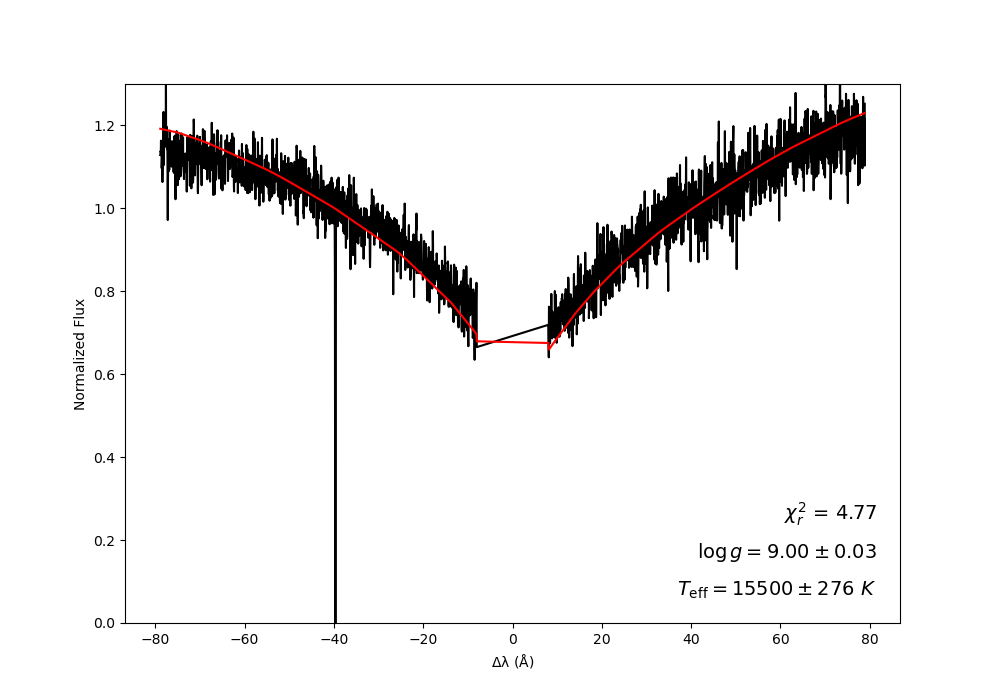 Normalized Flux
1.2
1.0
0.8
0.6
0.4
0.2
0.0
χ²ᵣ = 4.77
log g = 9.00 ± 0.03
T_eff = 15500 ± 276 K
−80 −60 −40 −20 0 20 40 60 80
Δλ (Å)